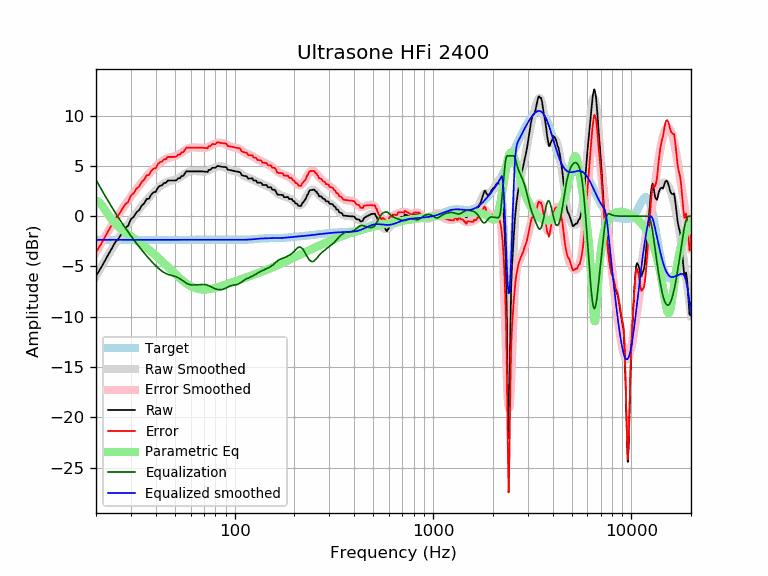 Ultrasone HFi 2400
Amplitude (dBr)
10
5
0
−5
−10
−15
−20
−25
Target
Raw Smoothed
Error Smoothed
Raw
Error
Parametric Eq
Equalization
Equalized smoothed
100
1000
10000
Frequency (Hz)